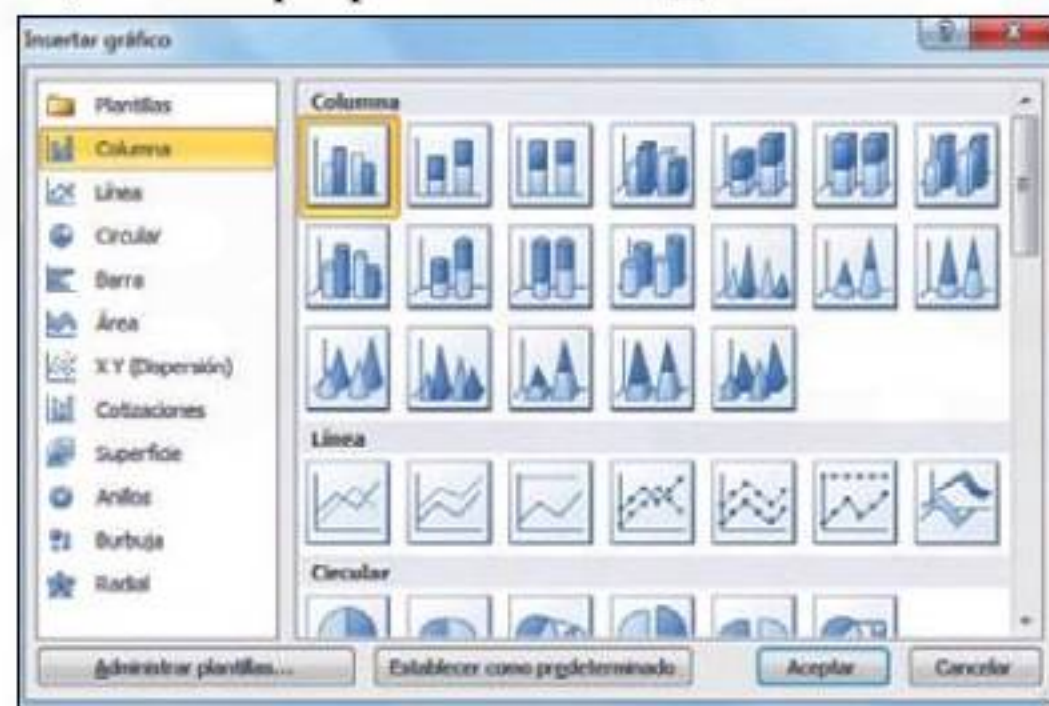 Insertar gráfico
Plantillas
Columna
Línea
Circular
Barra
Área
X Y (Dispersión)
Cotizaciones
Superficie
Anillos
Burbuja
Radial
Columna
Línea
Circular
Administrar plantillas...
Establecer como predeterminado
Aceptar
Cancelar